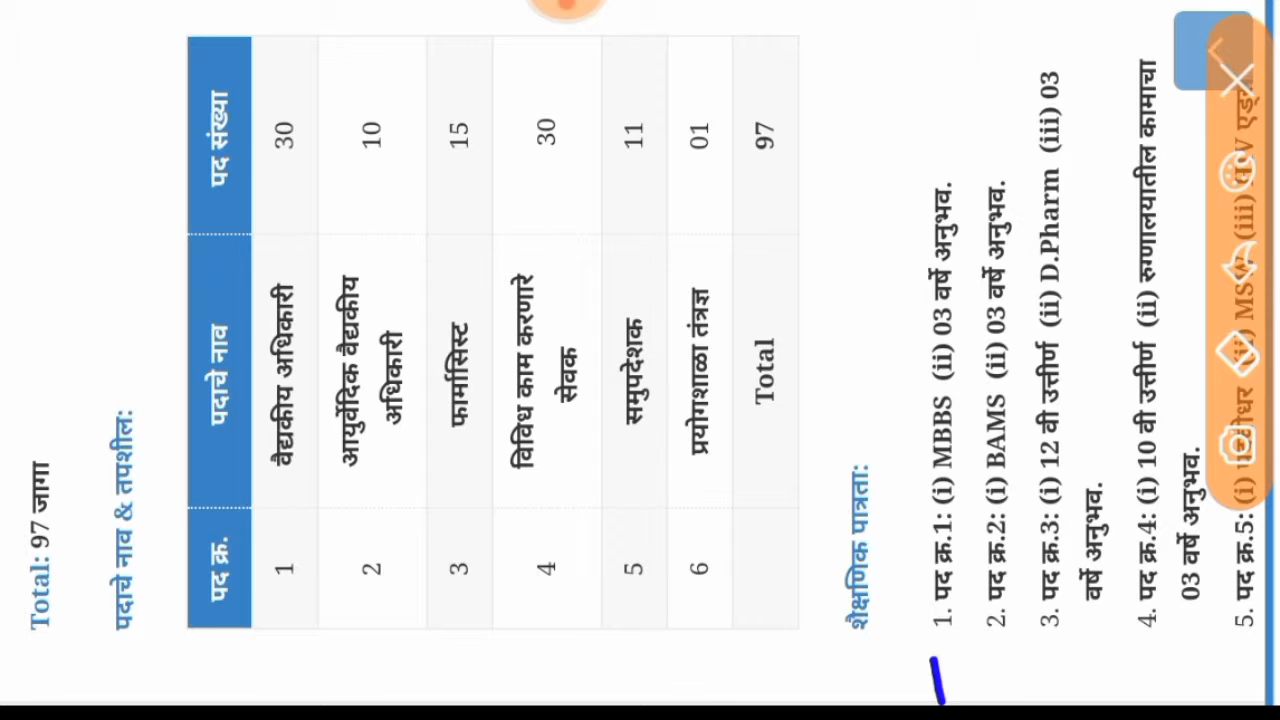 Total: 97 जागा
पदाचे नाव & तपशील:
पद क्र. पदाचे नाव पद संख्या
1 वैद्यकीय अधिकारी 30
2 आयुर्वेदिक वैद्यकीय
अधिकारी 10
3 फार्मासिस्ट 15
4 विविध काम करणारे
सेवक 30
5 समुपदेशक 11
6 प्रयोगशाळा तंत्रज्ञ 01
Total 97
शैक्षणिक पात्रता:
1. पद क्र.1: (i) MBBS (ii) 03 वर्षे अनुभव.
2. पद क्र.2: (i) BAMS (ii) 03 वर्षे अनुभव.
3. पद क्र.3: (i) 12 वी उत्तीर्ण (ii) D.Pharm (iii) 03
वर्षे अनुभव.
4. पद क्र.4: (i) 10 वी उत्तीर्ण (ii) रुग्णालयातील कामाचा
03 वर्षे अनुभव.
5. पद क्र.5: (i) (ii) MSW (iii)